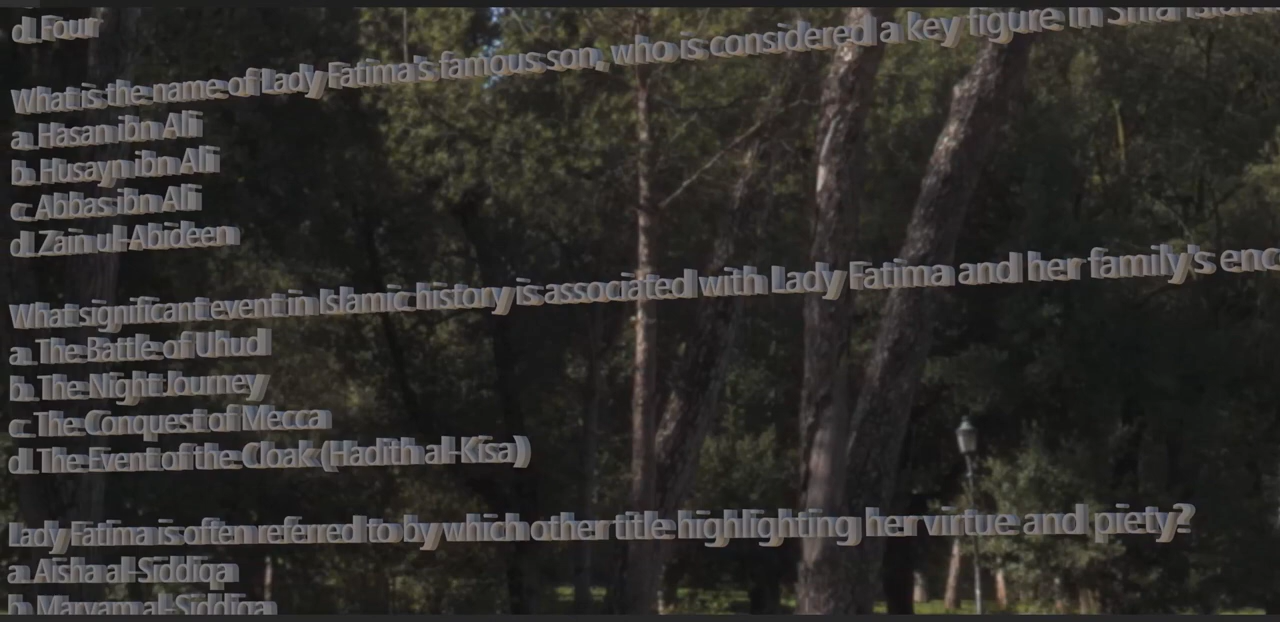 d. Four
What is the name of Lady Fatima's famous son, who is considered a key figure in
a. Hasan ibn Ali
b. Husayn ibn Ali
c. Abbas ibn Ali
d. Zain ul-Abideen
What significant event in Islamic history is associated with Lady Fatima and her family's
a. The Battle of Uhud
b. The Night Journey
c. The Conquest of Mecca
d. The Event of the Cloak (Hadith al-Kisa)
Lady Fatima is often referred to by which other title highlighting her virtue and piety?
a. Aisha al-Siddiqa
b. Maryam al-Siddiqa